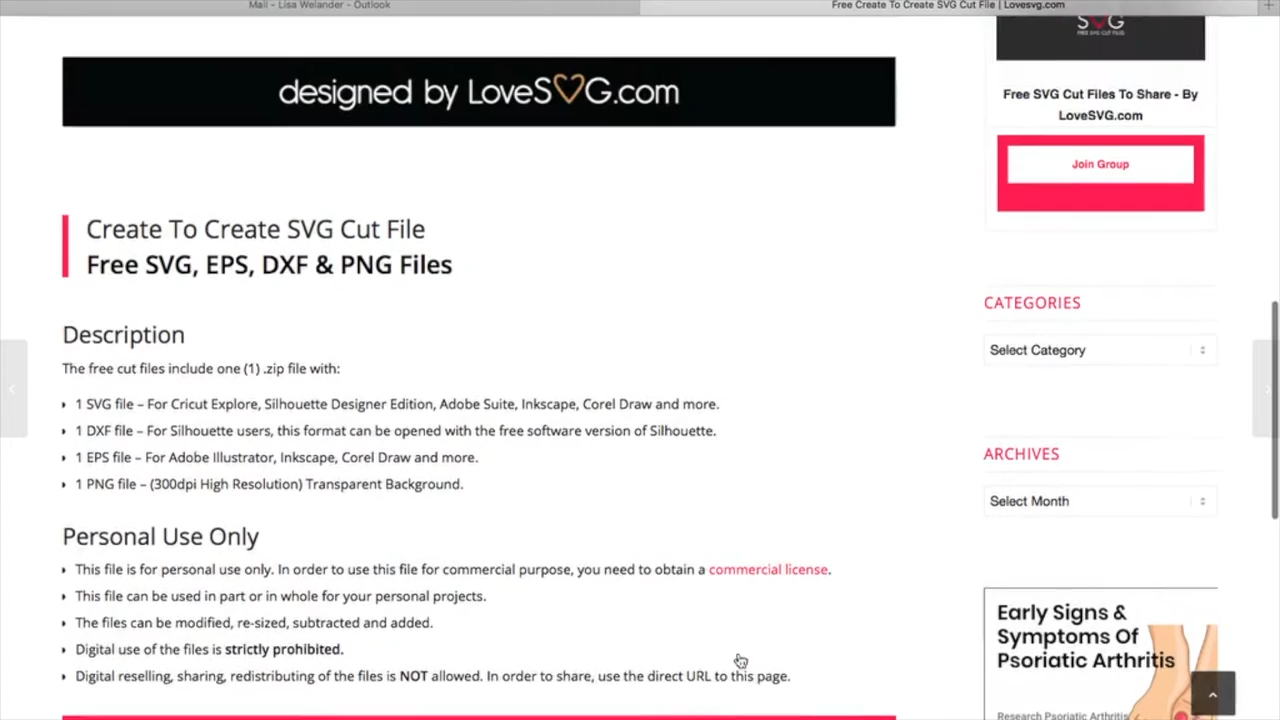 Mail - Lisa Welander - Outlook
Free Create To Create SVG Cut File | Lovesvg.com
designed by LoveSVG.com
SVG
FREE SVG CUT FILES
Free SVG Cut Files To Share - By
LoveSVG.com
Join Group
Create To Create SVG Cut File
Free SVG, EPS, DXF & PNG Files
CATEGORIES
Select Category
Description
The free cut files include one (1) .zip file with:
1 SVG file – For Cricut Explore, Silhouette Designer Edition, Adobe Suite, Inkscape, Corel Draw and more.
1 DXF file – For Silhouette users, this format can be opened with the free software version of Silhouette.
1 EPS file – For Adobe Illustrator, Inkscape, Corel Draw and more.
1 PNG file – (300dpi High Resolution) Transparent Background.
ARCHIVES
Select Month
Personal Use Only
This file is for personal use only. In order to use this file for commercial purpose, you need to obtain a commercial license.
This file can be used in part or in whole for your personal projects.
The files can be modified, re-sized, subtracted and added.
Digital use of the files is strictly prohibited.
Digital reselling, sharing, redistributing of the files is NOT allowed. In order to share, use the direct URL to this page.
Early Signs &
Symptoms Of
Psoriatic Arthritis
Research Psoriatic Arthritis